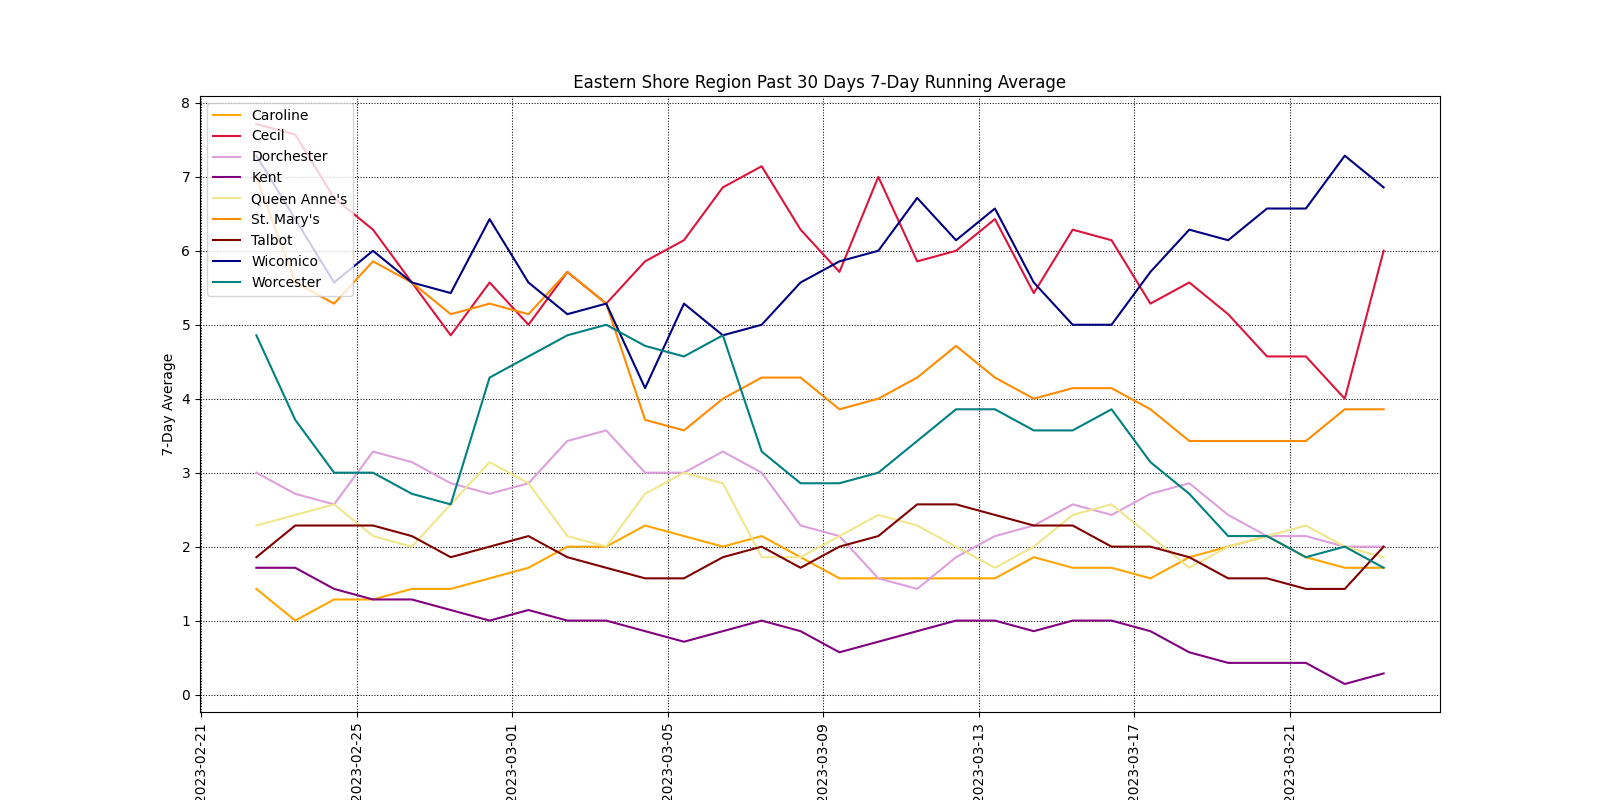 Eastern Shore Region Past 30 Days 7-Day Running Average
8
7
6
5
4
3
2
1
0
7-Day Average
Caroline
Cecil
Dorchester
Kent
Queen Anne's
St. Mary's
Talbot
Wicomico
Worcester
2023-02-21
2023-02-25
2023-03-01
2023-03-05
2023-03-09
2023-03-13
2023-03-17
2023-03-21